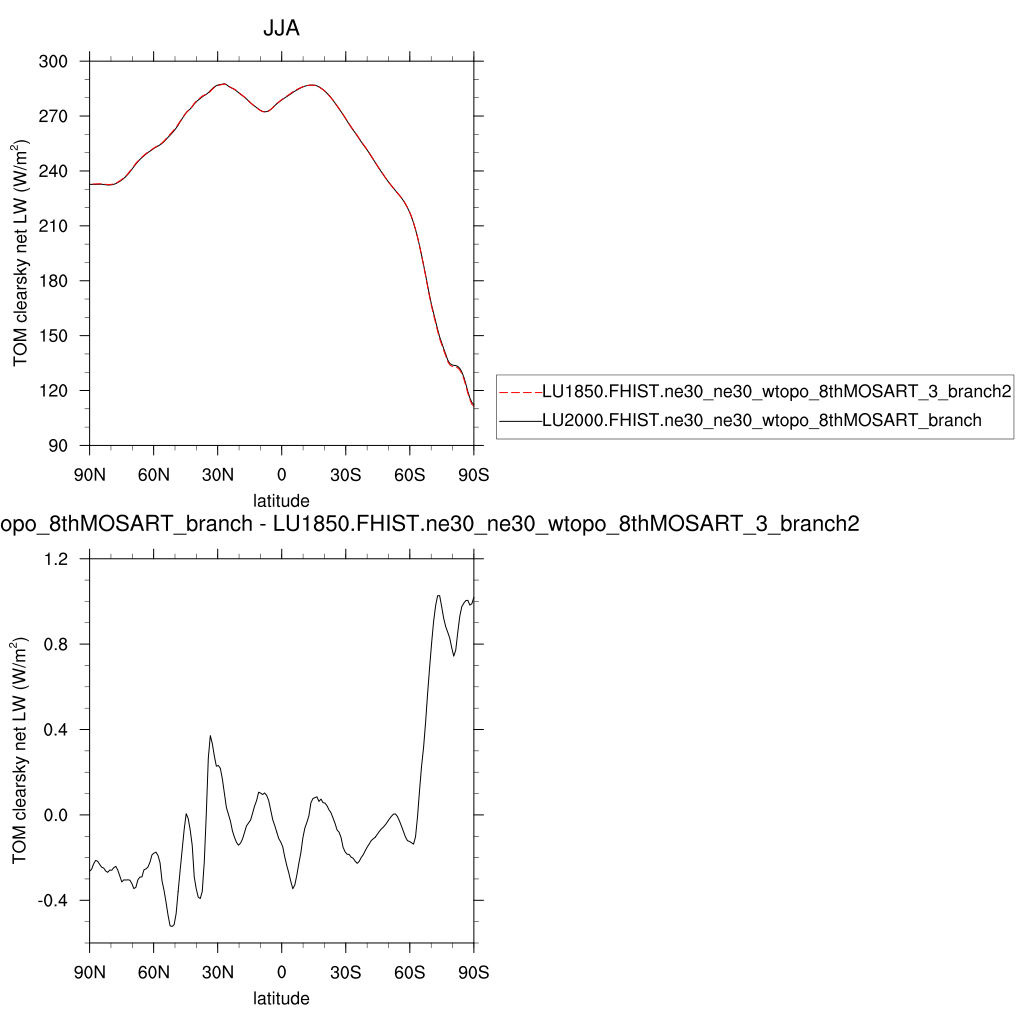 JJA
300
270
240
210
180
150
120
90
TOM clearsky net LW (W/m²)
90N 60N 30N 0 30S 60S 90S
latitude
LU1850.FHIST.ne30_ne30_wtopo_8thMOSART_3_branch2
LU2000.FHIST.ne30_ne30_wtopo_8thMOSART_branch
opo_8thMOSART_branch - LU1850.FHIST.ne30_ne30_wtopo_8thMOSART_3_branch2
1.2
0.8
0.4
0.0
-0.4
TOM clearsky net LW (W/m²)
90N 60N 30N 0 30S 60S 90S
latitude